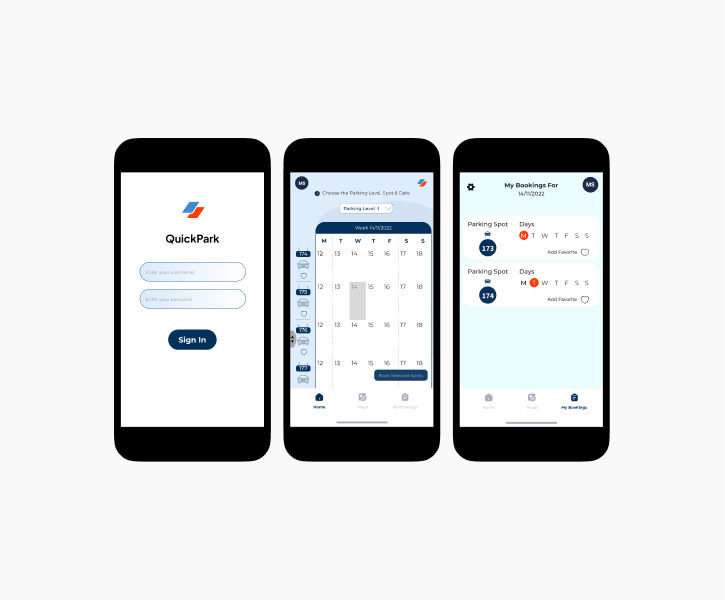 QuickPark
Enter your username
Enter your password
Sign In
MS
Choose the Parking Level, Spot & Date
Parking Level -1
Week 14/11/2022
M T W T F S S
174 12 13 14 15 16 17 18
175 12 13 14 15 16 17 18
176 12 13 14 15 16 17 18
177 12 13 14 15 16 17 18
Book Selected Spots
Home Maps My Bookings
My Bookings For
14/11/2022
MS
Parking Spot Days
173 M T W T F S S
Add Favorite
Parking Spot Days
174 M T W T F S S
Add Favorite
Home Maps My Bookings